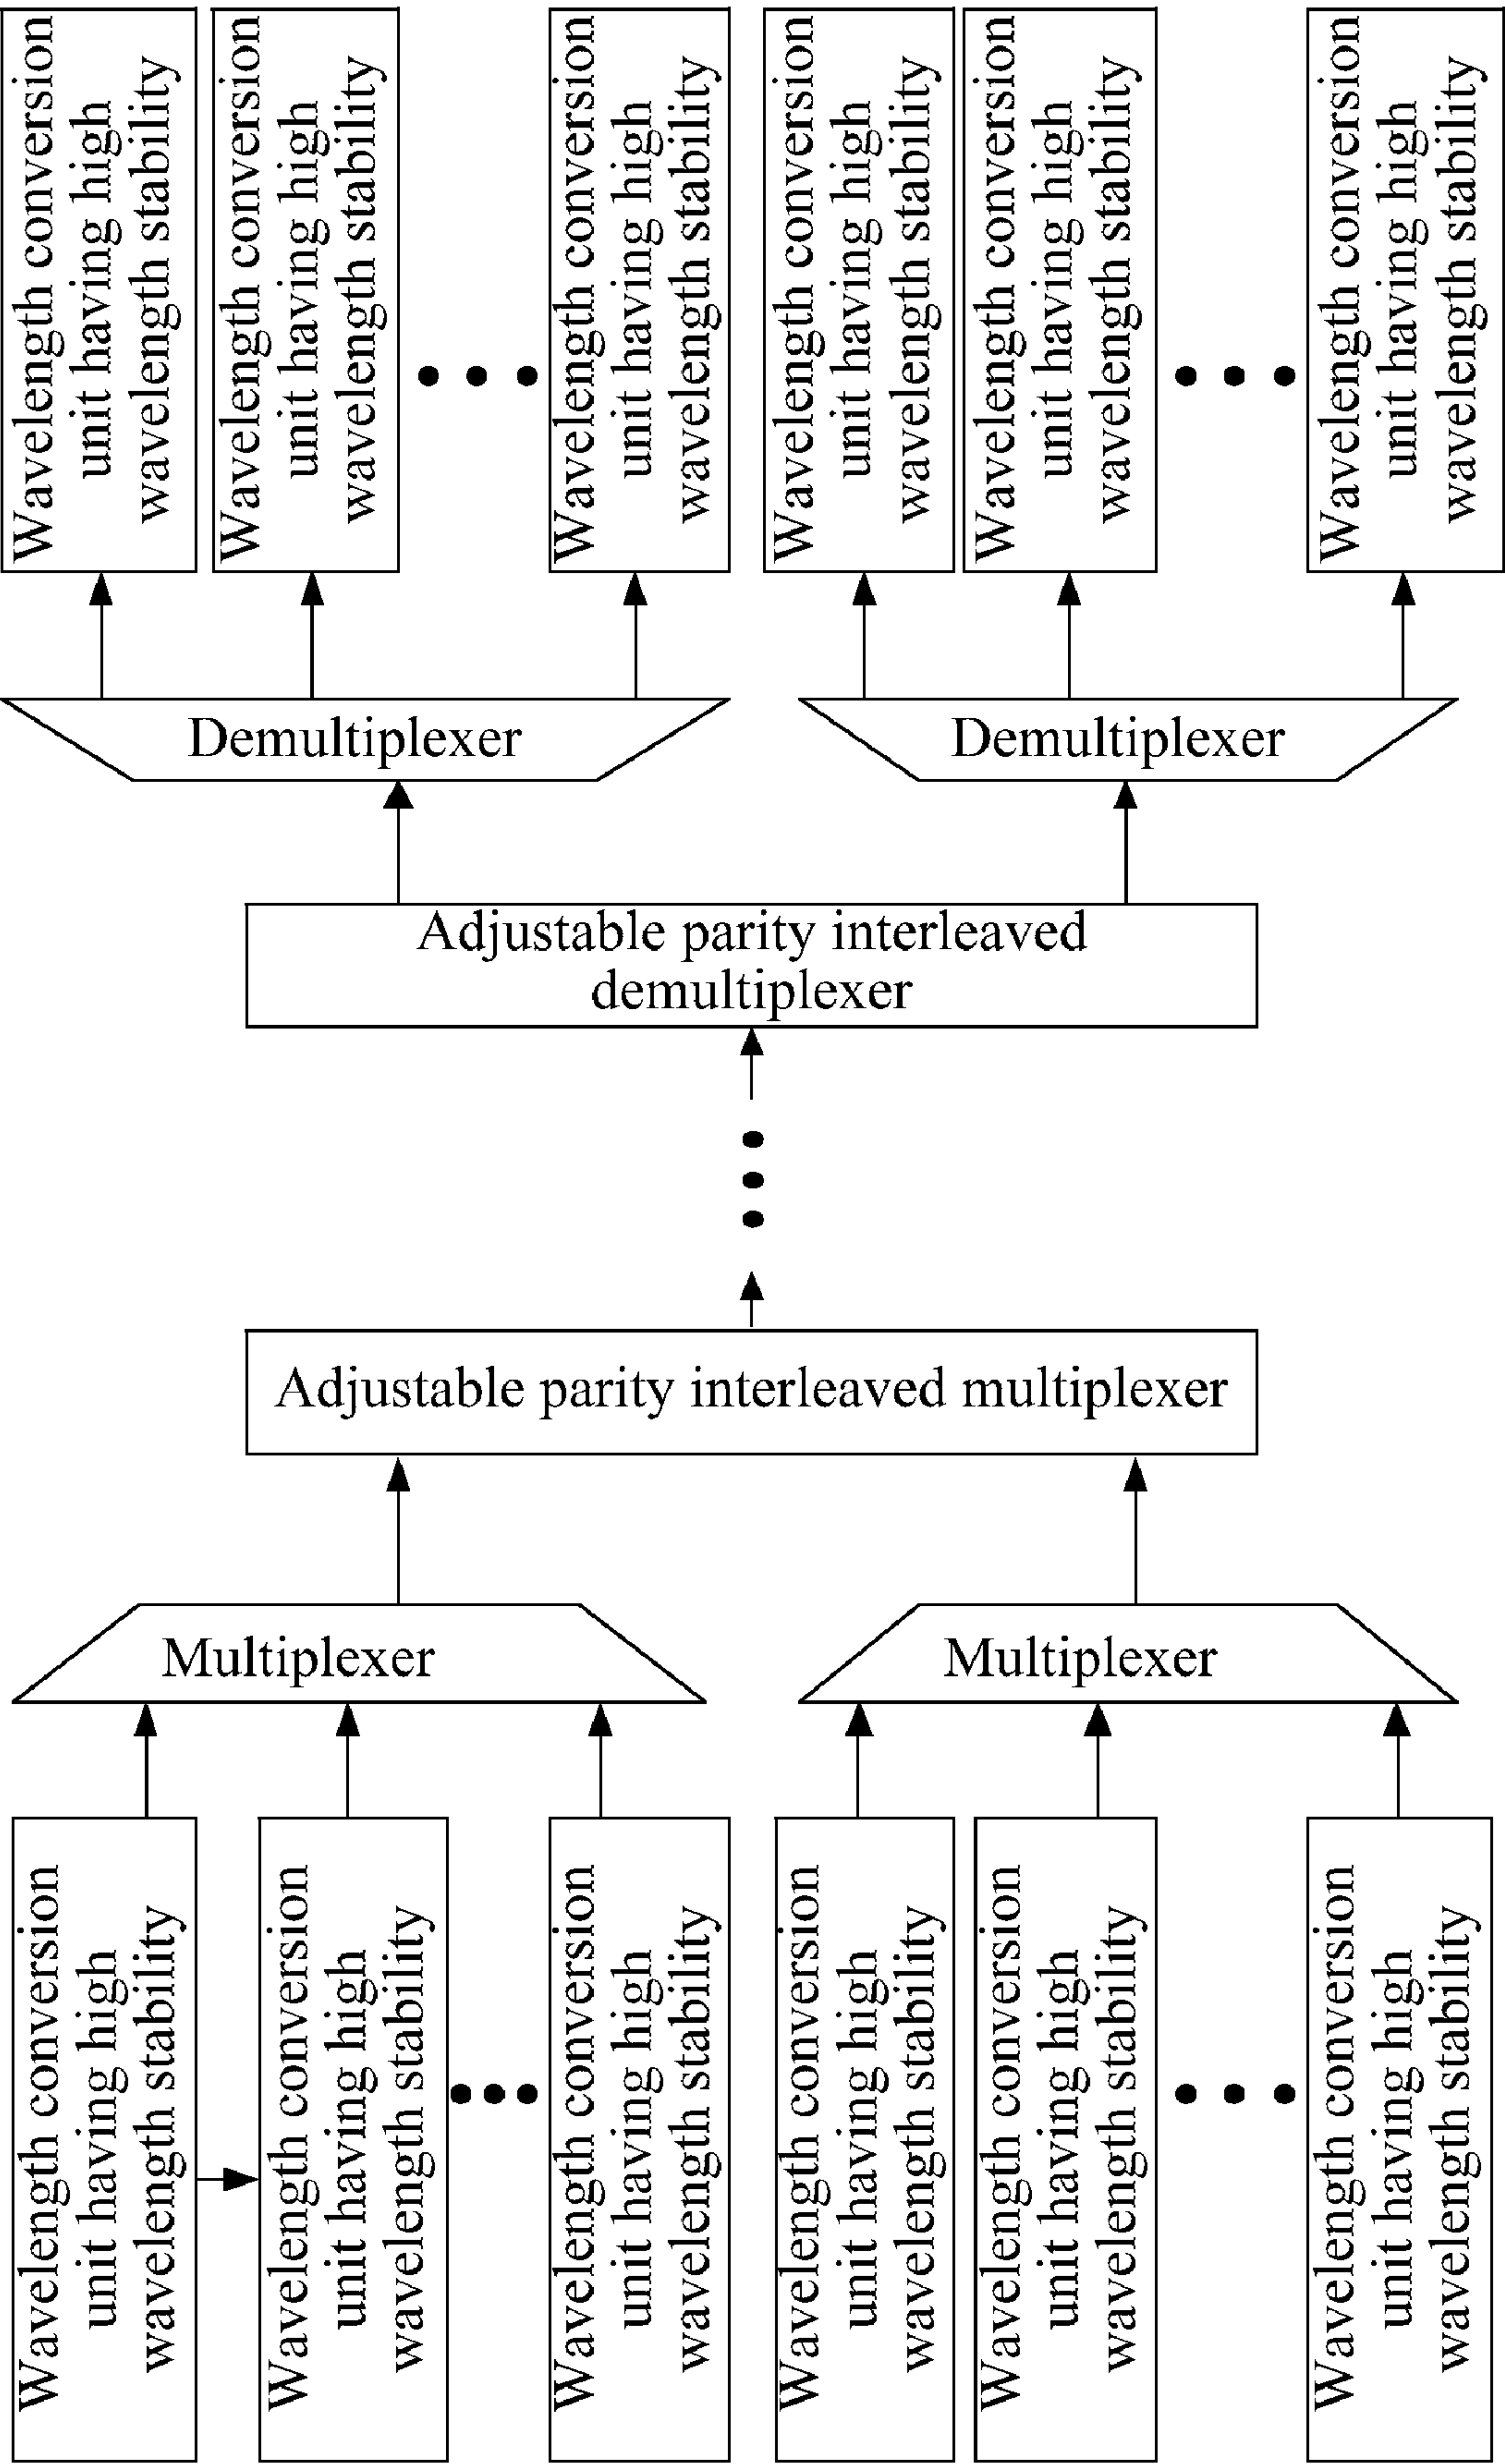 Wavelength conversion
unit having high
wavelength stability
Wavelength conversion
unit having high
wavelength stability
Wavelength conversion
unit having high
wavelength stability
Wavelength conversion
unit having high
wavelength stability
Wavelength conversion
unit having high
wavelength stability
Wavelength conversion
unit having high
wavelength stability
Demultiplexer
Demultiplexer
Adjustable parity interleaved
demultiplexer
Adjustable parity interleaved multiplexer
Multiplexer
Multiplexer
Wavelength conversion
unit having high
wavelength stability
Wavelength conversion
unit having high
wavelength stability
Wavelength conversion
unit having high
wavelength stability
Wavelength conversion
unit having high
wavelength stability
Wavelength conversion
unit having high
wavelength stability
Wavelength conversion
unit having high
wavelength stability